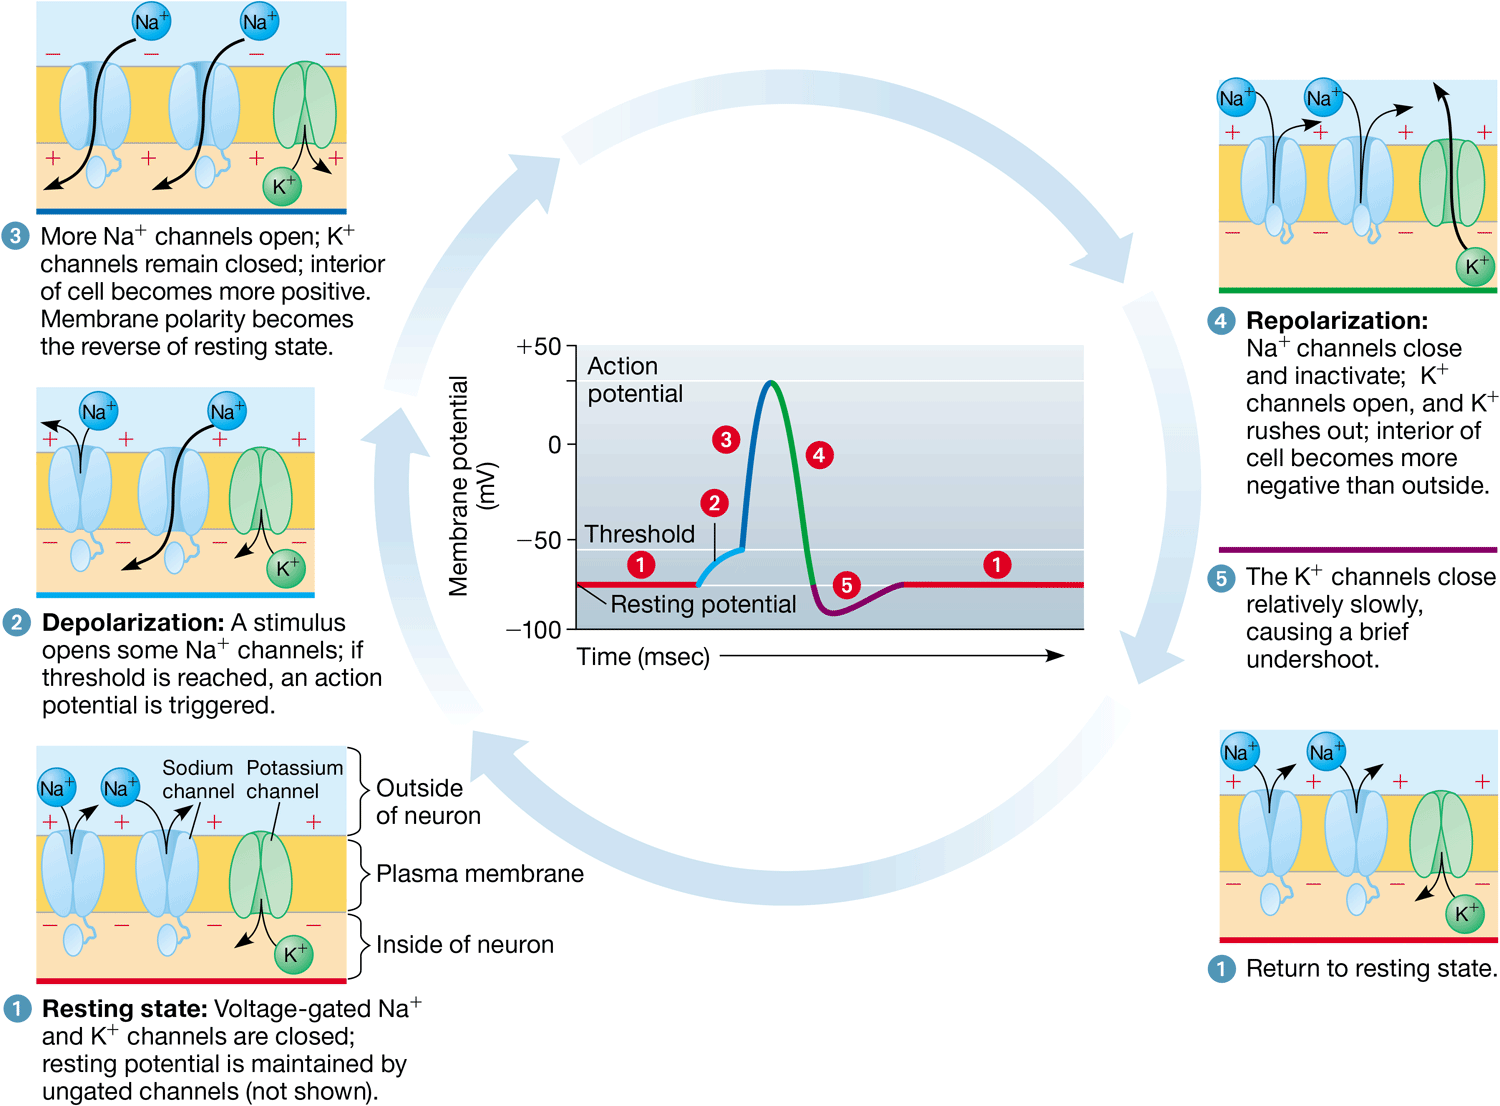 Na+
Na+
K+
3 More Na+ channels open; K+
channels remain closed; interior
of cell becomes more positive.
Membrane polarity becomes
the reverse of resting state.
Na+
Na+
K+
2 Depolarization: A stimulus
opens some Na+ channels; if
threshold is reached, an action
potential is triggered.
Na+
Na+
Sodium
channel
Potassium
channel
K+
Outside
of neuron
Plasma membrane
Inside of neuron
1 Resting state: Voltage-gated Na+
and K+ channels are closed;
resting potential is maintained by
ungated channels (not shown).
Membrane potential
(mV)
+50
0
−50
−100
Action
potential
3
4
2
Threshold
1
5
1
Resting potential
Time (msec)
Na+
Na+
K+
4 Repolarization:
Na+ channels close
and inactivate; K+
channels open, and K+
rushes out; interior of
cell becomes more
negative than outside.
5 The K+ channels close
relatively slowly,
causing a brief
undershoot.
Na+
Na+
K+
1 Return to resting state.